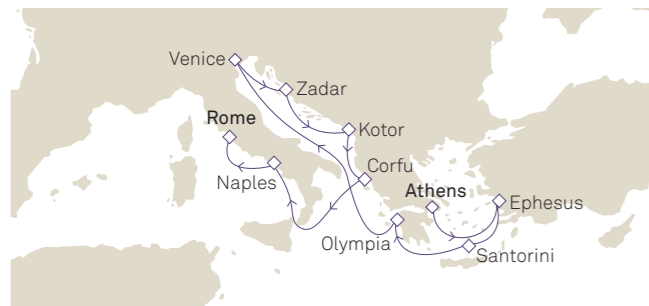 Venice
Zadar
Rome
Kotor
Corfu
Naples
Athens
Ephesus
Olympia
Santorini